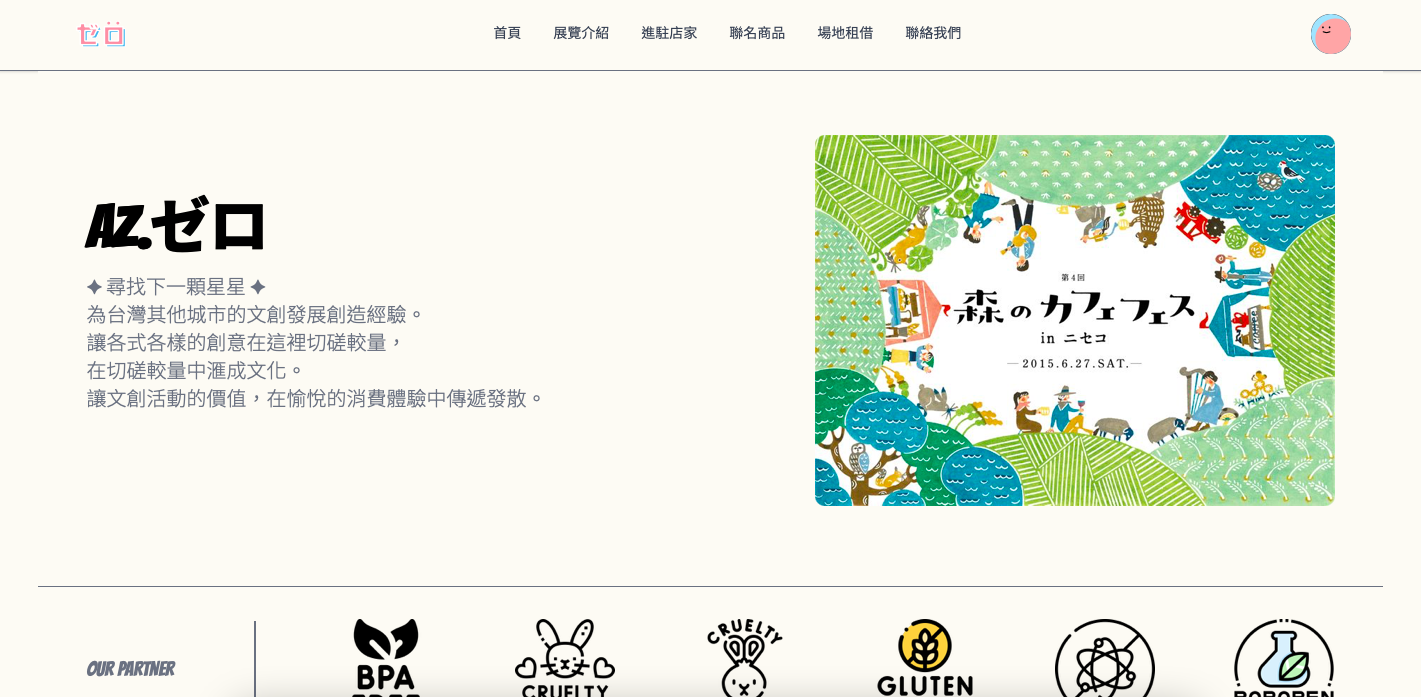 ゼロ
首頁 展覽介紹 進駐店家 聯名商品 場地租借 聯絡我們
AZ.ゼロ
✦ 尋找下一顆星星 ✦
為台灣其他城市的文創發展創造經驗。
讓各式各樣的創意在這裡切磋較量，
在切磋較量中滙成文化。
讓文創活動的價值，在愉悅的消費體驗中傳遞發散。
第4回
森のカフェフェス
in ニセコ
2015.6.27.SAT.
COFFEE
OUR PARTNER
BPA
FREE
CRUELTY
CRUELTY
GLUTEN